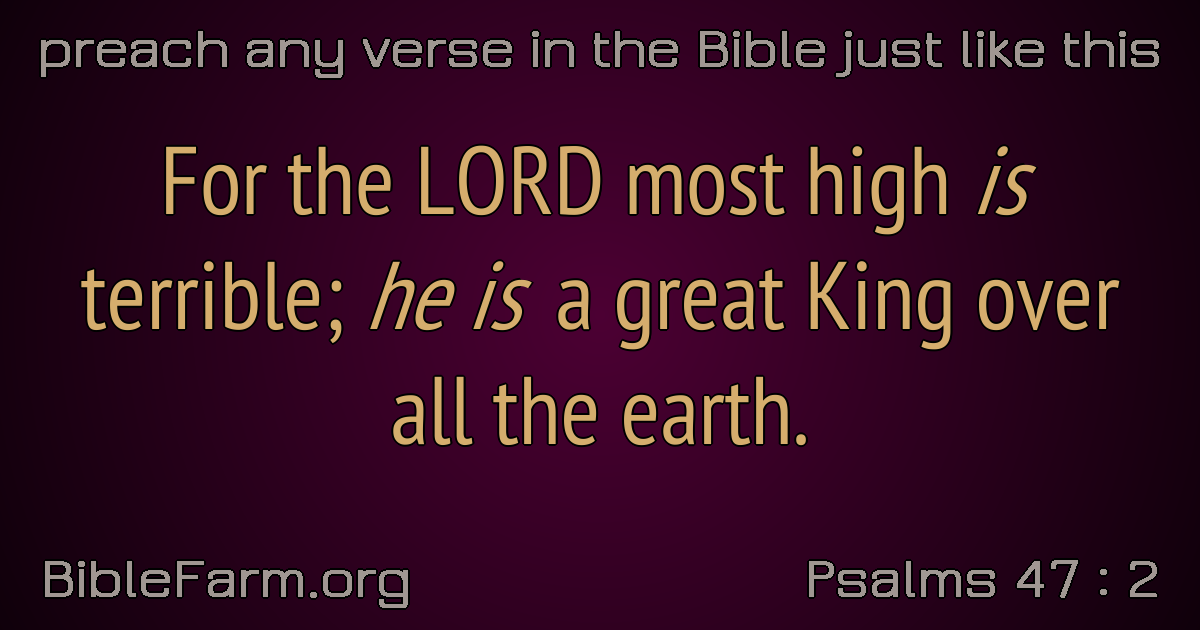 preach any verse in the Bible just like this
For the LORD most high is
terrible; he is a great King over
all the earth.
BibleFarm.org
Psalms 47 : 2